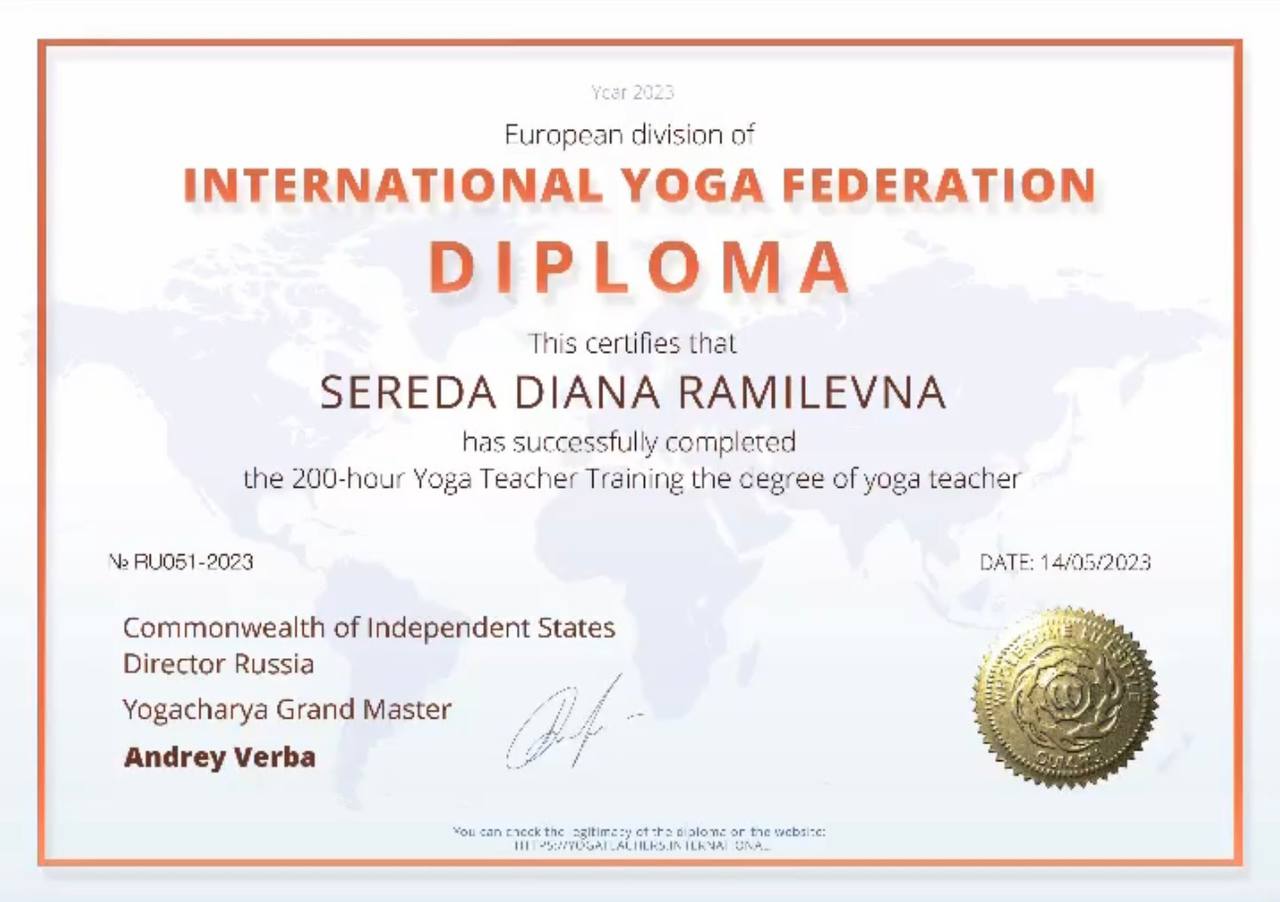 Year 2023
European division of
INTERNATIONAL YOGA FEDERATION
DIPLOMA
This certifies that
SEREDA DIANA RAMILEVNA
has successfully completed
the 200-hour Yoga Teacher Training the degree of yoga teacher
№ RU051-2023
DATE: 14/05/2023
Commonwealth of Independent States
Director Russia
Yogacharya Grand Master
Andrey Verba
WHOLESOME LIFESTYLE
You can check the legitimacy of the diploma on the website:
HTTPS://YOGATEACHERS.INTERNATIONAL